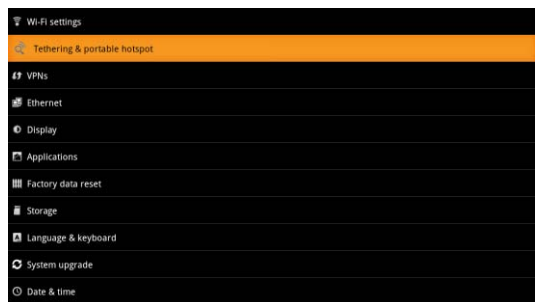 Wi-Fi settings
Tethering & portable hotspot
VPNs
Ethernet
Display
Applications
Factory data reset
Storage
Language & keyboard
System upgrade
Date & time